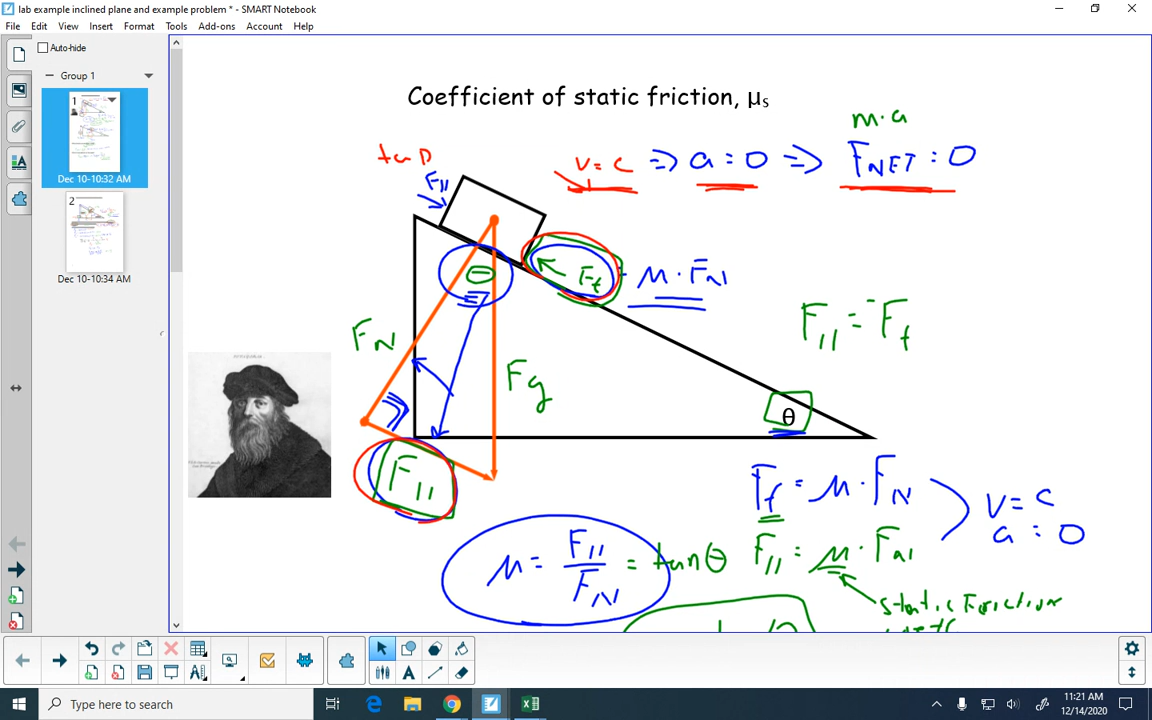 lab example inclined plane and example problem * - SMART Notebook
File Edit View Insert Format Tools Add-ons Account Help
Auto-hide
Group 1
1
Dec 10-10:32 AM
2
Dec 10-10:34 AM
Coefficient of static friction, μs
m·a
tan
v = c ⇒ a = 0 ⇒ FNET = 0
F||
θ
Ff = μ·FN
FN
Fg
F|| = -Ff
θ
F||
Ff = μ·FN
v = c
a = 0
μ = F||/FN = tanθ
F|| = μ·FN
static friction
Type here to search
11:21 AM
12/14/2020